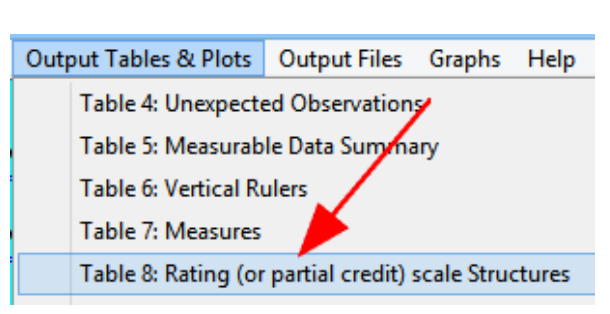 Output Tables & Plots Output Files Graphs Help
Table 4: Unexpected Observations
Table 5: Measurable Data Summary
Table 6: Vertical Rulers
Table 7: Measures
Table 8: Rating (or partial credit) scale Structures